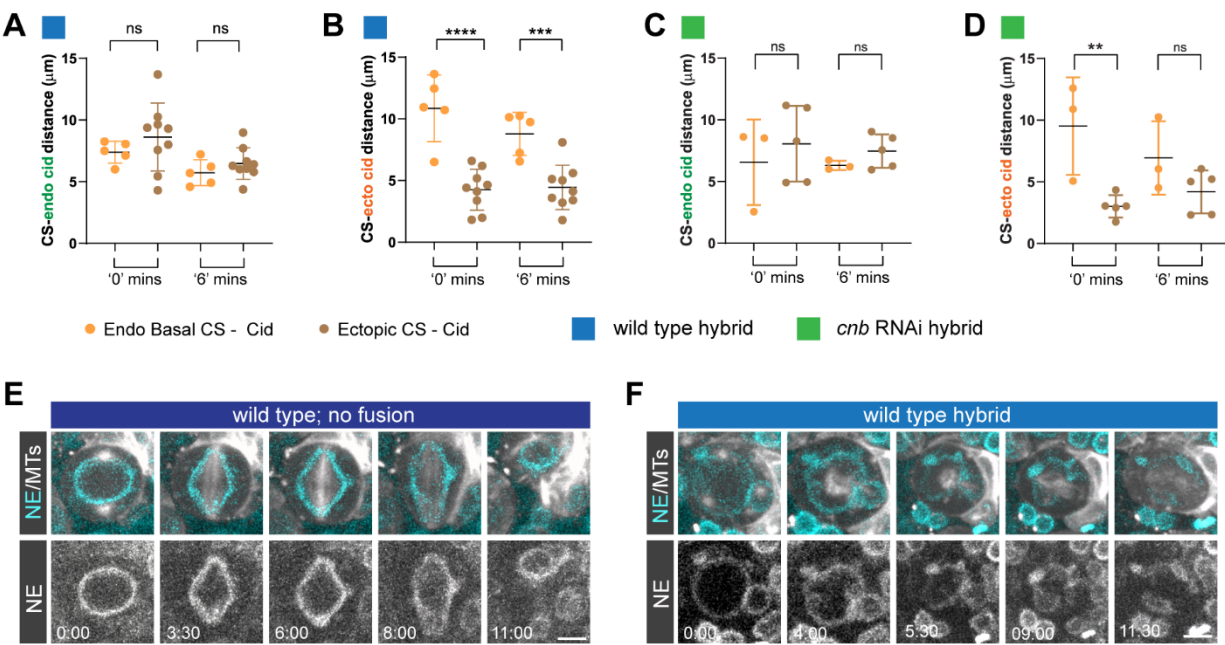 A
ns
ns
CS-endo cid distance (μm)
15
10
5
0
'0' mins
'6' mins
B
****
***
CS-ecto cid distance (μm)
15
10
5
0
'0' mins
'6' mins
C
ns
ns
CS-endo cid distance (μm)
15
10
5
0
'0' mins
'6' mins
D
**
ns
CS-ecto cid distance (μm)
15
10
5
0
'0' mins
'6' mins
Endo Basal CS - Cid
Ectopic CS - Cid
wild type hybrid
cnb RNAi hybrid
E
wild type; no fusion
NE/MTs
NE
0:00
3:30
6:00
8:00
11:00
F
wild type hybrid
NE/MTs
NE
0:00
4:00
5:30
09:00
11:30